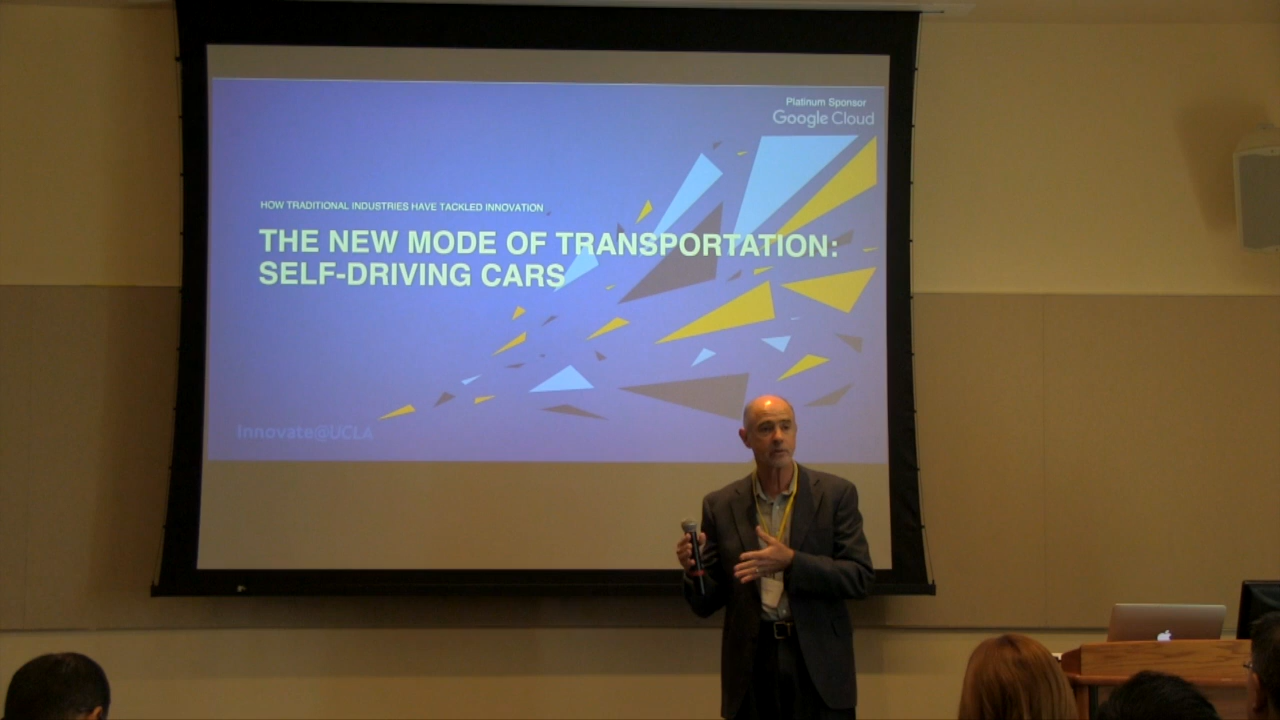 Platinum Sponsor
Google Cloud
HOW TRADITIONAL INDUSTRIES HAVE TACKLED INNOVATION
THE NEW MODE OF TRANSPORTATION:
SELF-DRIVING CARS
Innovate@UCLA